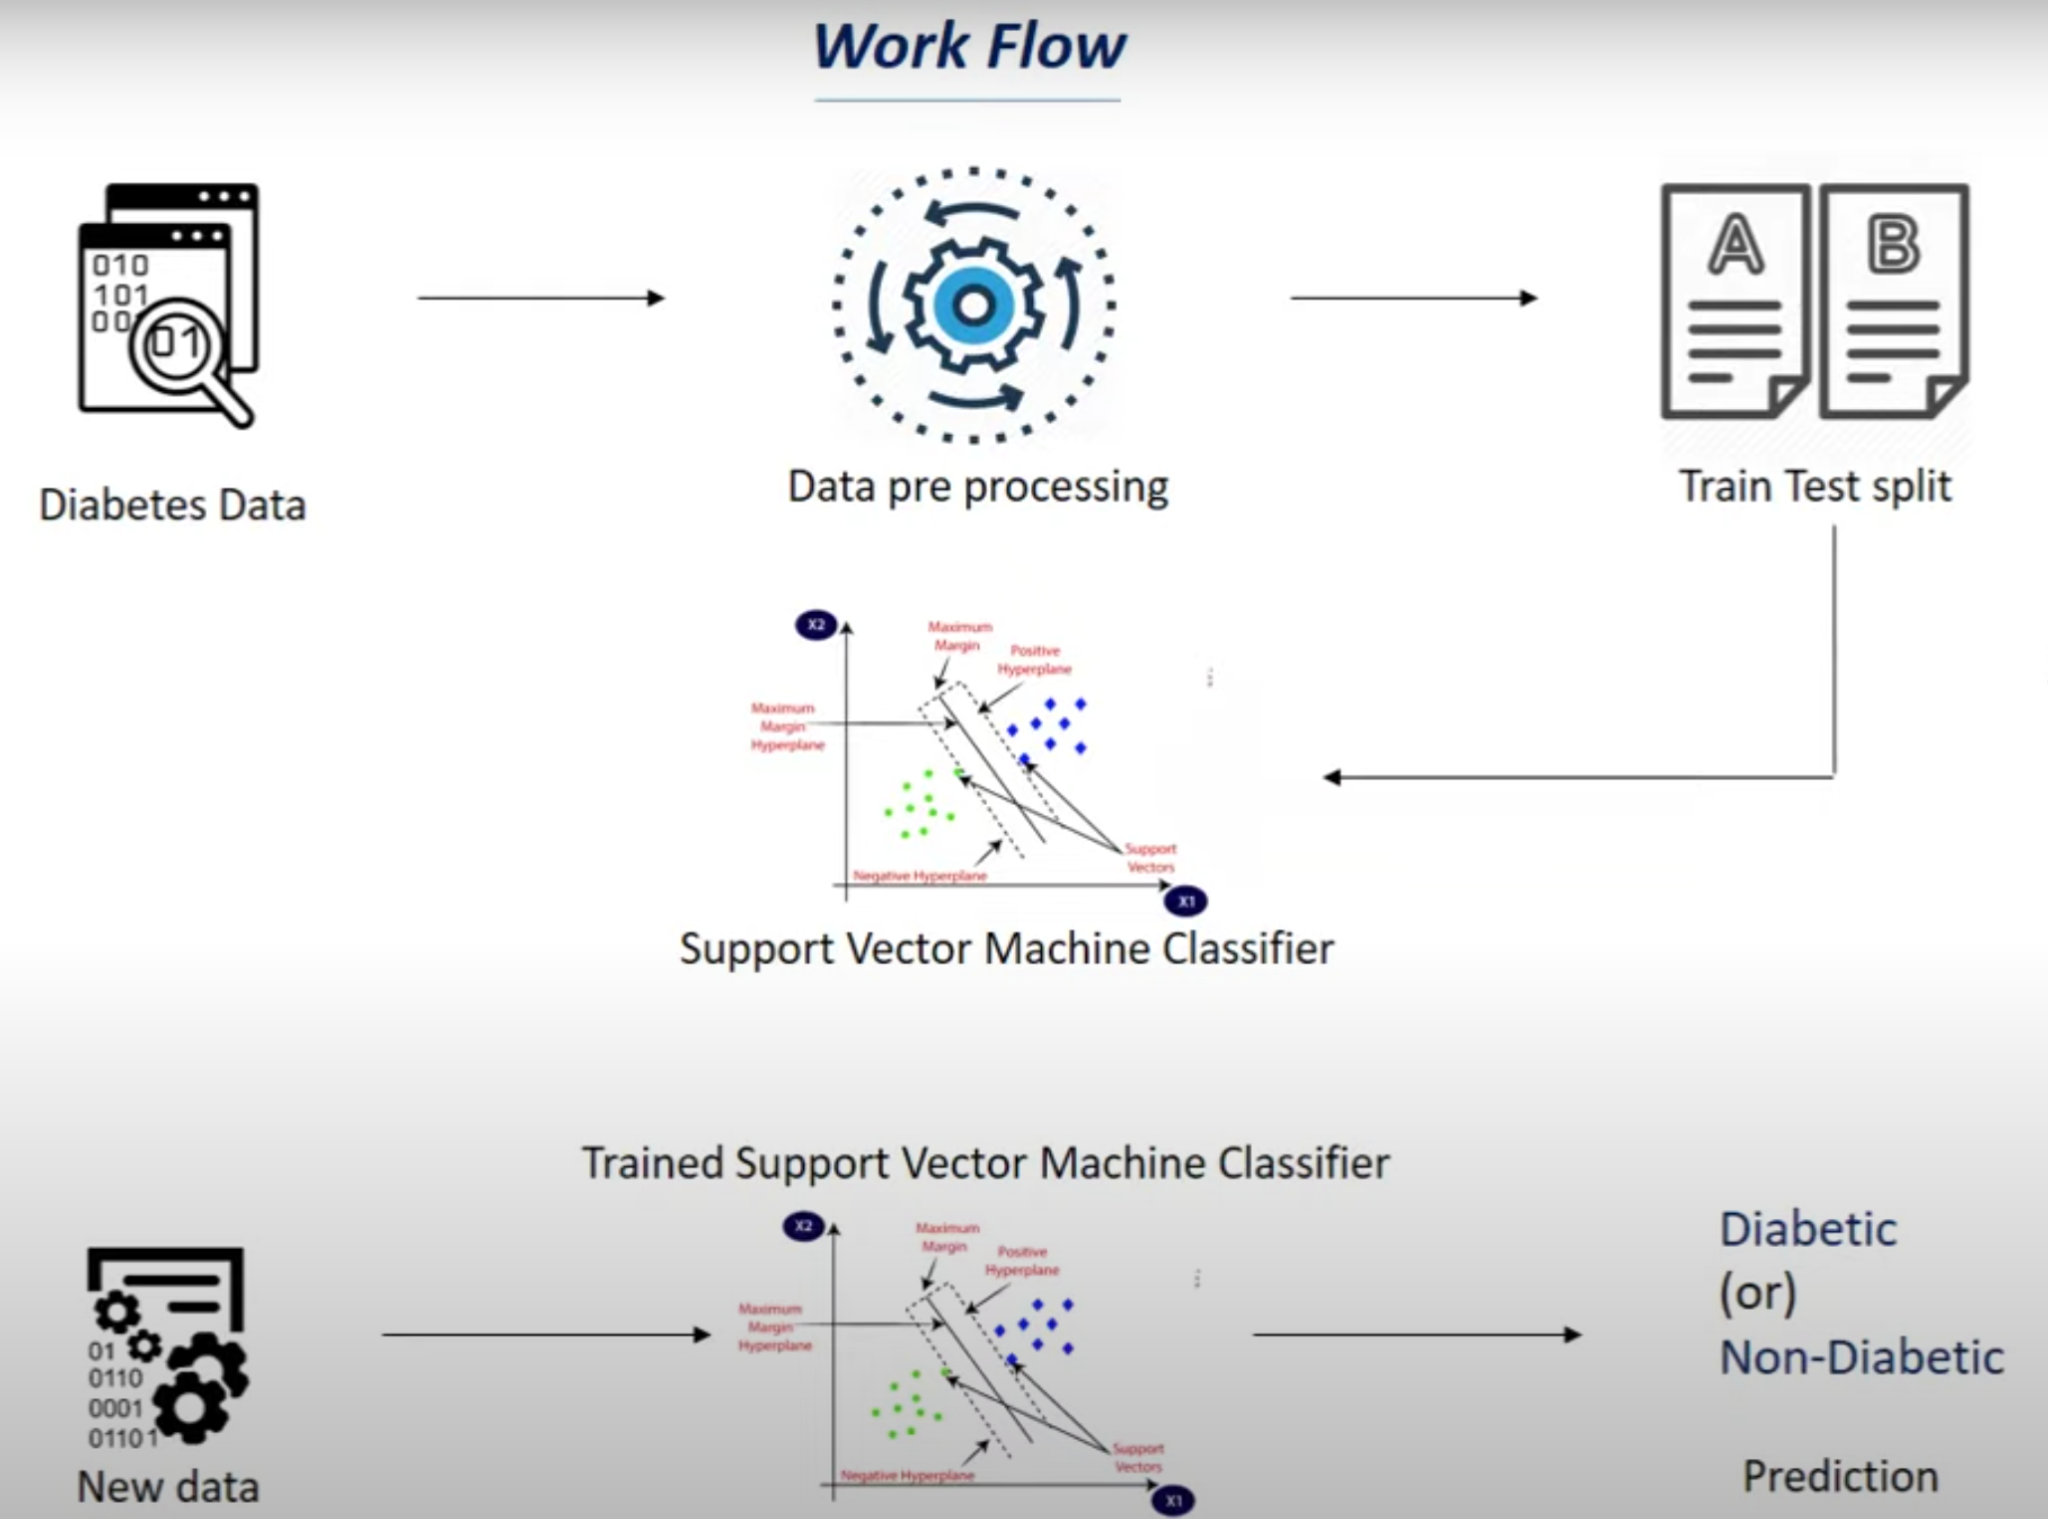 Work Flow
010
101
00
01
A
B
Diabetes Data
Data pre processing
Train Test split
X2
Maximum
Margin
Positive
Hyperplane
Maximum
Margin
Hyperplane
Support
Vectors
Negative Hyperplane
X1
Support Vector Machine Classifier
Trained Support Vector Machine Classifier
X2
Maximum
Margin
Positive
Hyperplane
Maximum
Margin
Hyperplane
Support
Vectors
Negative Hyperplane
X1
01
0110
0001
01101
New data
Diabetic
(or)
Non-Diabetic
Prediction